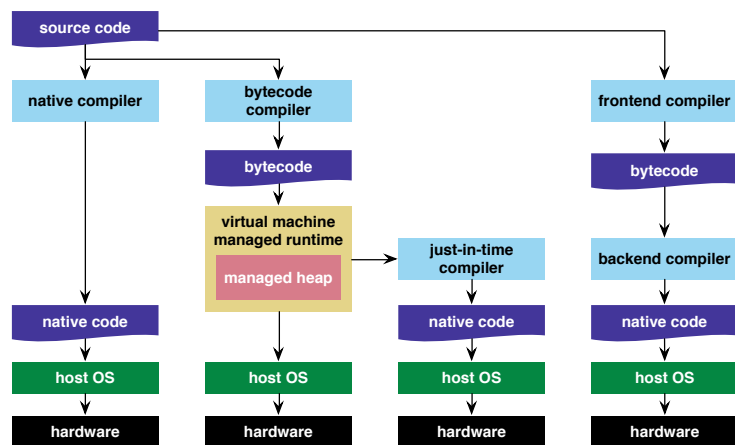 source code
native compiler
bytecode
compiler
frontend compiler
bytecode
bytecode
virtual machine
managed runtime
managed heap
just-in-time
compiler
backend compiler
native code
native code
native code
host OS
host OS
host OS
host OS
hardware
hardware
hardware
hardware